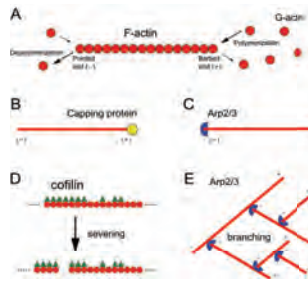 A
F-actin
G-actin
Depolymerization
Polymerization
Pointed
end (-)
Barbed
end (+)
B
Capping protein
C
Arp2/3
D
cofilin
severing
E
Arp2/3
branching